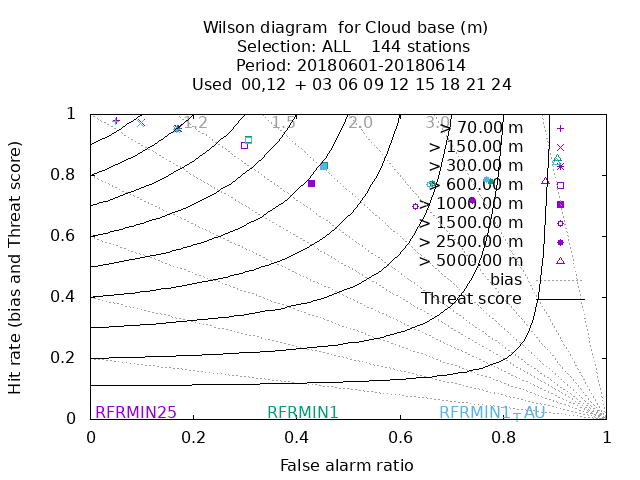 Wilson diagram for Cloud base (m)
Selection: ALL 144 stations
Period: 20180601-20180614
Used 00,12 + 03 06 09 12 15 18 21 24
Hit rate (bias and Threat score)
1
0.8
0.6
0.4
0.2
0
1.2 1.5 2.0 3.0
> 70.00 m
> 150.00 m
> 300.00 m
> 600.00 m
> 1000.00 m
> 1500.00 m
> 2500.00 m
> 5000.00 m
bias
Threat score
RFRMIN25 RFRMIN1 RFRMIN1_AU
0 0.2 0.4 0.6 0.8 1
False alarm ratio